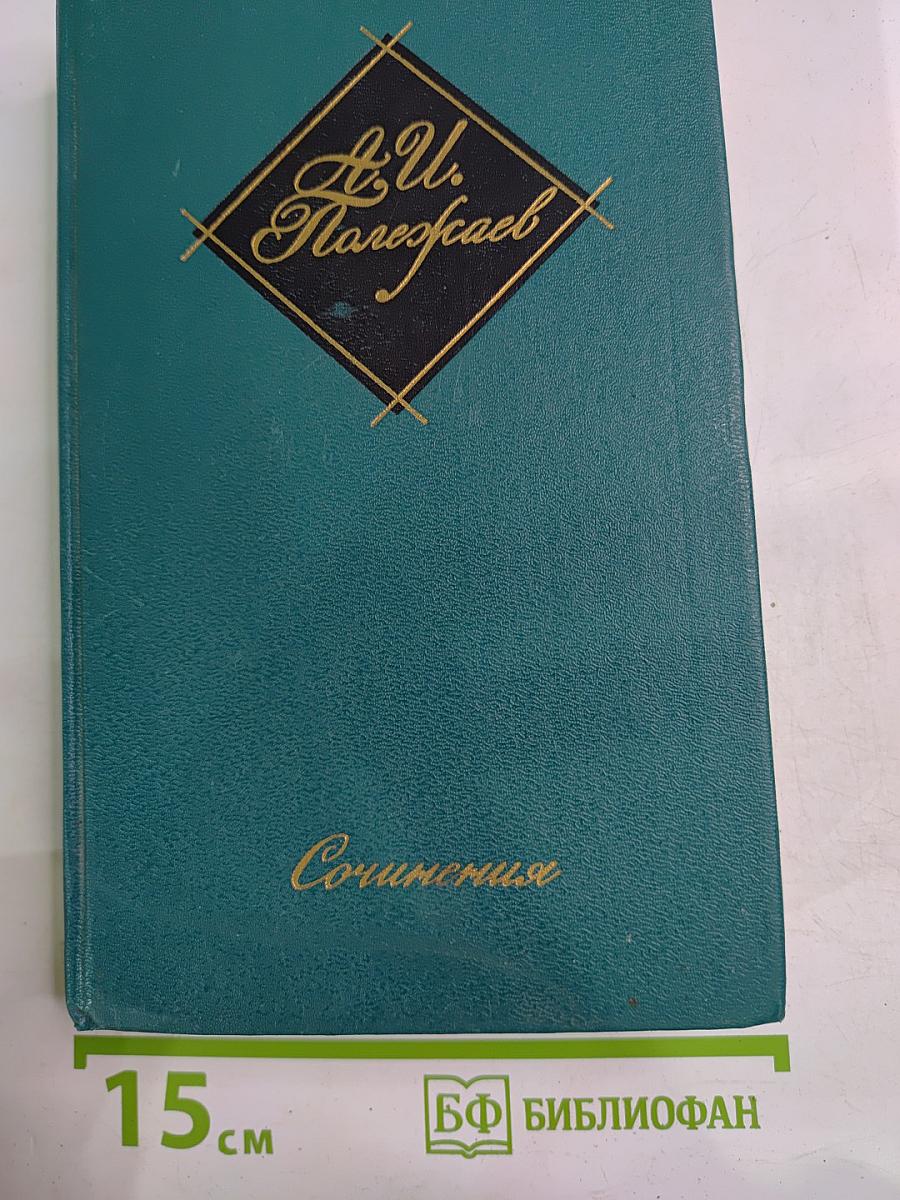 А. И.
Полежаев
Сочинения
15 см
БФ БИБЛИОФАН